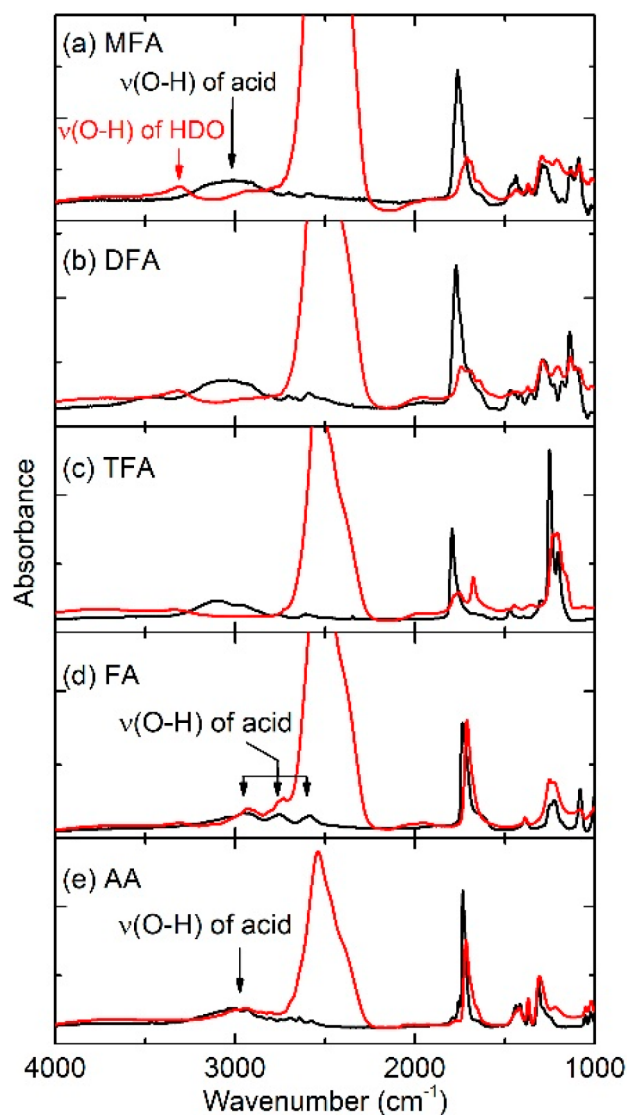 (a) MFA
ν(O-H) of acid
ν(O-H) of HDO
(b) DFA
(c) TFA
(d) FA
ν(O-H) of acid
(e) AA
ν(O-H) of acid
Absorbance
4000 3000 2000 1000
Wavenumber (cm⁻¹)